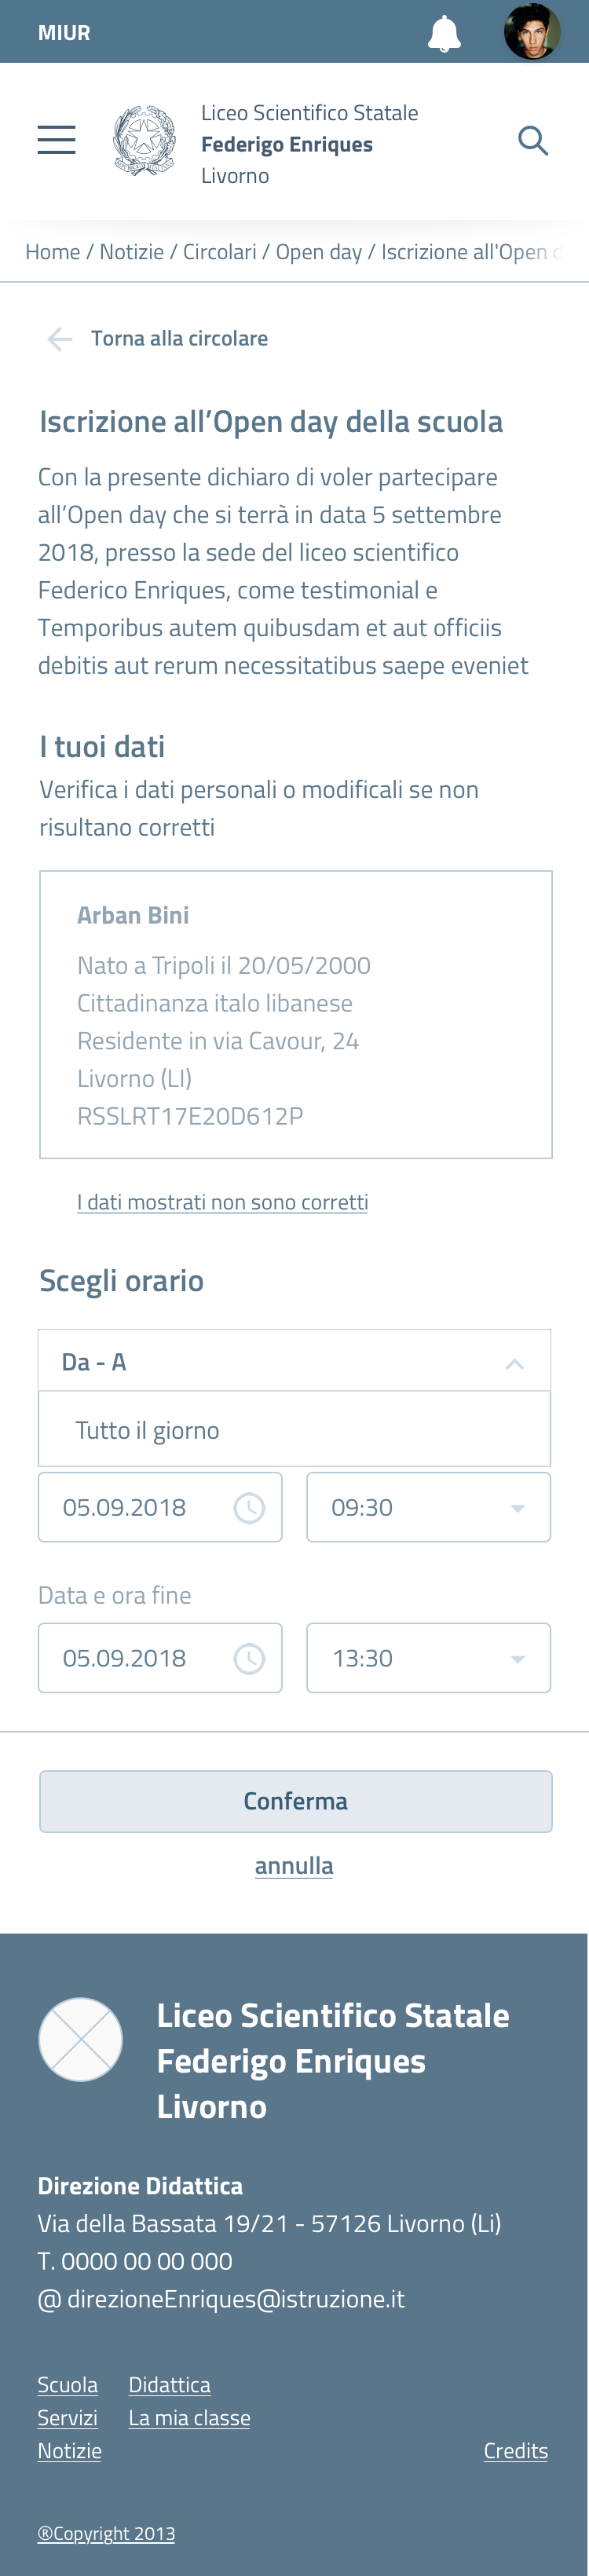 MIUR
Liceo Scientifico Statale
Federigo Enriques
Livorno
Home / Notizie / Circolari / Open day / Iscrizione all'Open d
Torna alla circolare
Iscrizione all’Open day della scuola
Con la presente dichiaro di voler partecipare
all’Open day che si terrà in data 5 settembre
2018, presso la sede del liceo scientifico
Federico Enriques, come testimonial e
Temporibus autem quibusdam et aut officiis
debitis aut rerum necessitatibus saepe eveniet
I tuoi dati
Verifica i dati personali o modificali se non
risultano corretti
Arban Bini
Nato a Tripoli il 20/05/2000
Cittadinanza italo libanese
Residente in via Cavour, 24
Livorno (LI)
RSSLRT17E20D612P
I dati mostrati non sono corretti
Scegli orario
Da - A
Tutto il giorno
05.09.2018 09:30
Data e ora fine
05.09.2018 13:30
Conferma
annulla
Liceo Scientifico Statale
Federigo Enriques
Livorno
Direzione Didattica
Via della Bassata 19/21 - 57126 Livorno (Li)
T. 0000 00 00 000
@ direzioneEnriques@istruzione.it
Scuola Didattica
Servizi La mia classe
Notizie Credits
®Copyright 2013